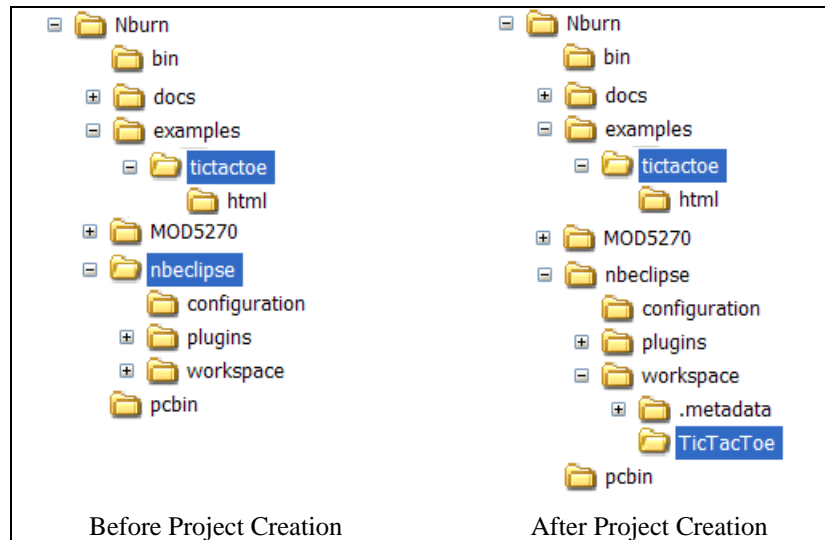 Nburn
bin
docs
examples
tictactoe
html
MOD5270
nbeclipse
configuration
plugins
workspace
pcbin
Before Project Creation
Nburn
bin
docs
examples
tictactoe
html
MOD5270
nbeclipse
configuration
plugins
workspace
.metadata
TicTacToe
pcbin
After Project Creation